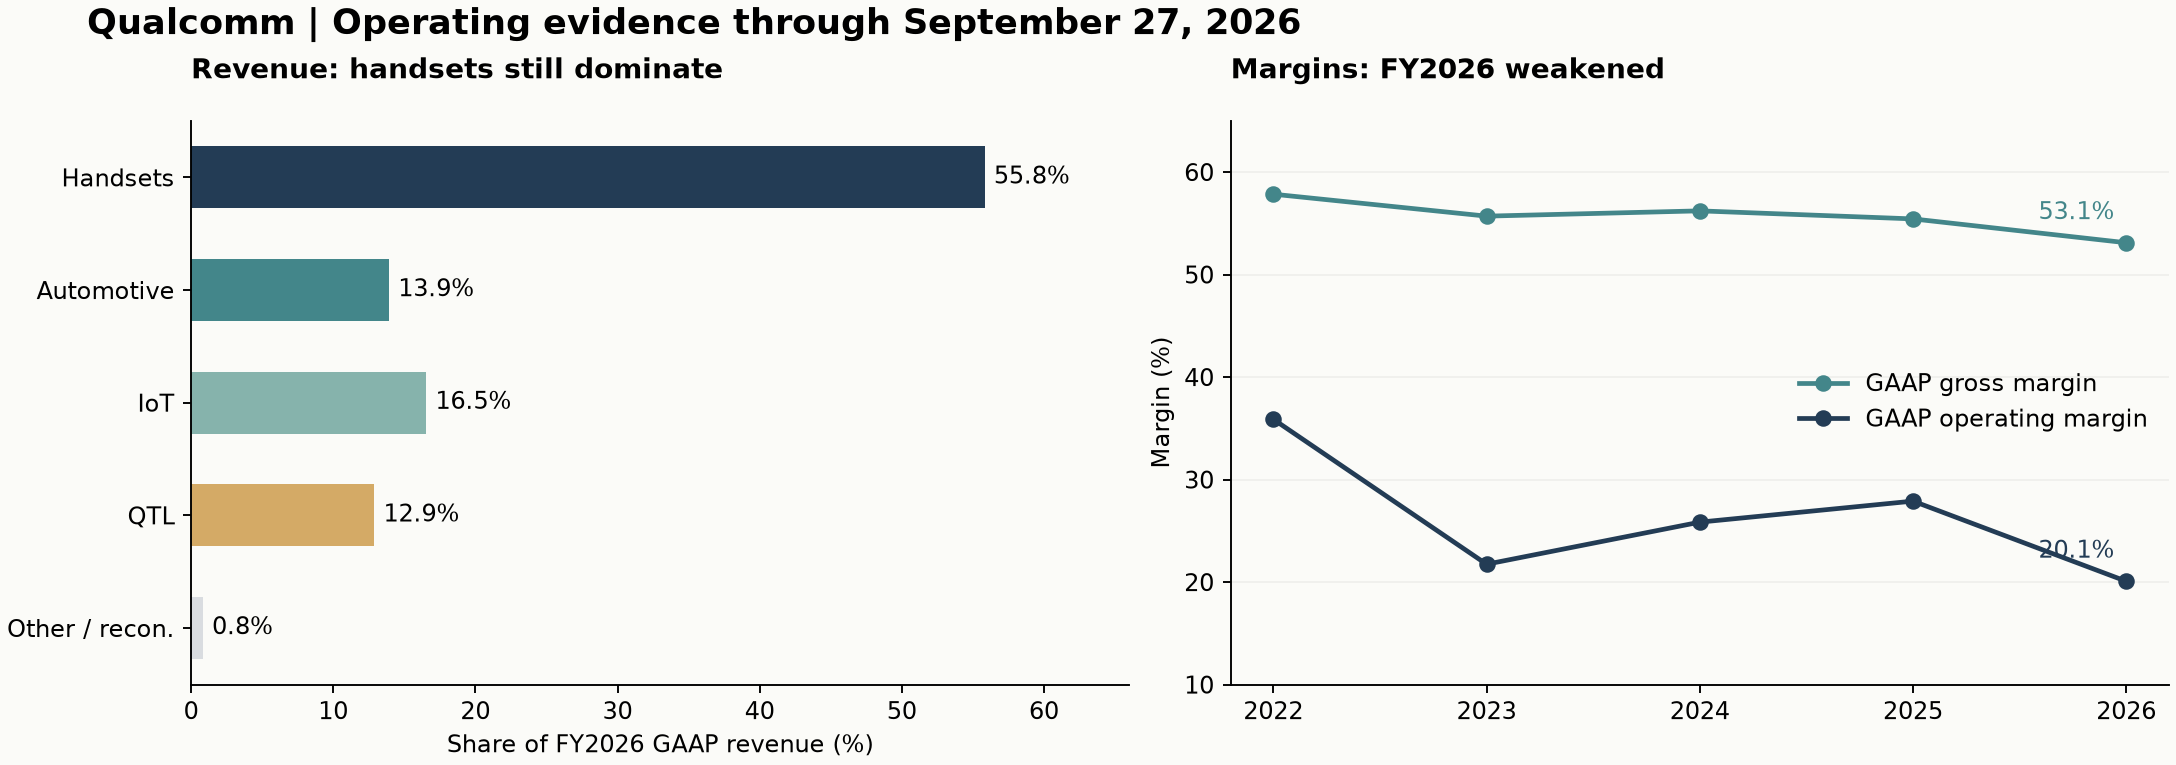 Qualcomm | Operating evidence through September 27, 2026
Revenue: handsets still dominate
Handsets
55.8%
Automotive
13.9%
IoT
16.5%
QTL
12.9%
Other / recon.
0.8%
0 10 20 30 40 50 60
Share of FY2026 GAAP revenue (%)
Margins: FY2026 weakened
Margin (%)
60
50
40
30
20
10
53.1%
GAAP gross margin
GAAP operating margin
20.1%
2022 2023 2024 2025 2026